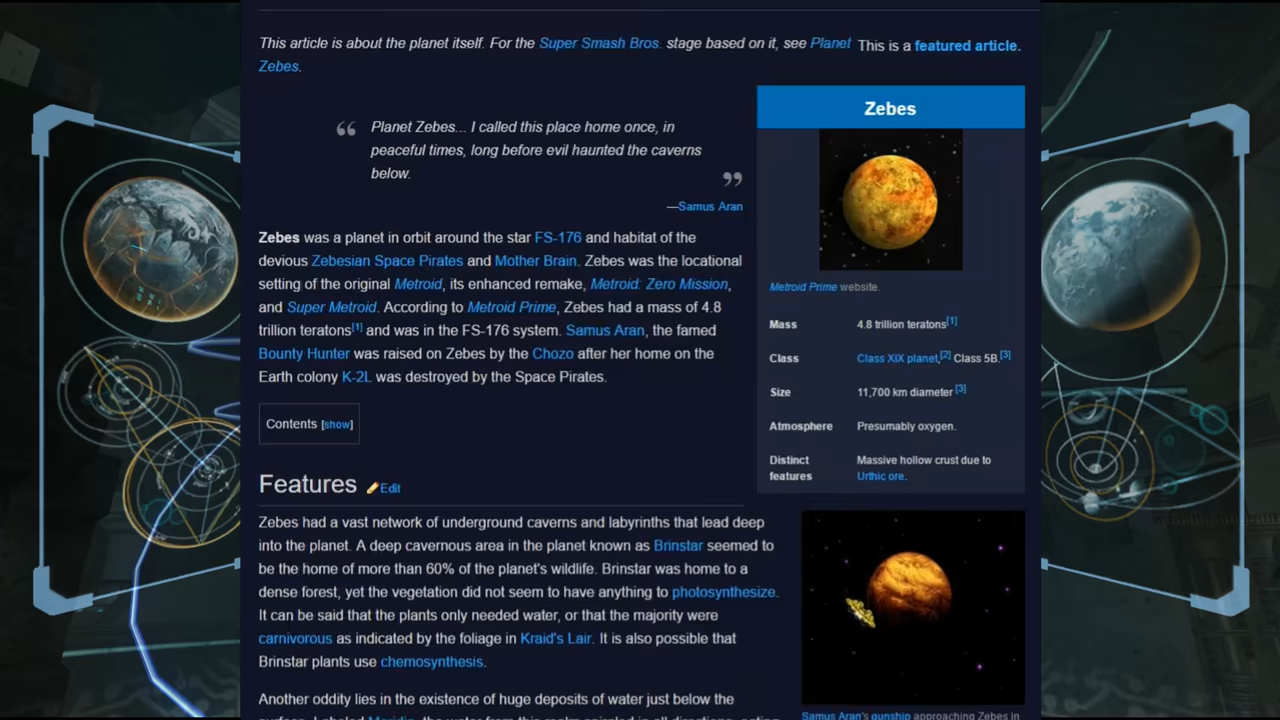 This article is about the planet itself. For the Super Smash Bros. stage based on it, see Planet
Zebes.
This is a featured article.
Planet Zebes... I called this place home once, in
peaceful times, long before evil haunted the caverns
below.
—Samus Aran
Zebes was a planet in orbit around the star FS-176 and habitat of the
devious Zebesian Space Pirates and Mother Brain. Zebes was the locational
setting of the original Metroid, its enhanced remake, Metroid: Zero Mission,
and Super Metroid. According to Metroid Prime, Zebes had a mass of 4.8
trillion teratons[1] and was in the FS-176 system. Samus Aran, the famed
Bounty Hunter was raised on Zebes by the Chozo after her home on the
Earth colony K-2L was destroyed by the Space Pirates.
Contents [show]
Zebes
Metroid Prime website.
Mass 4.8 trillion teratons[1]
Class Class XIX planet,[2] Class 5B.[3]
Size 11,700 km diameter [3]
Atmosphere Presumably oxygen.
Distinct Massive hollow crust due to
features Urthic ore.
Features Edit
Zebes had a vast network of underground caverns and labyrinths that lead deep
into the planet. A deep cavernous area in the planet known as Brinstar seemed to
be the home of more than 60% of the planet's wildlife. Brinstar was home to a
dense forest, yet the vegetation did not seem to have anything to photosynthesize.
It can be said that the plants only needed water, or that the majority were
carnivorous as indicated by the foliage in Kraid's Lair. It is also possible that
Brinstar plants use chemosynthesis.
Another oddity lies in the existence of huge deposits of water just below the
Samus Aran's gunship approaching Zebes in